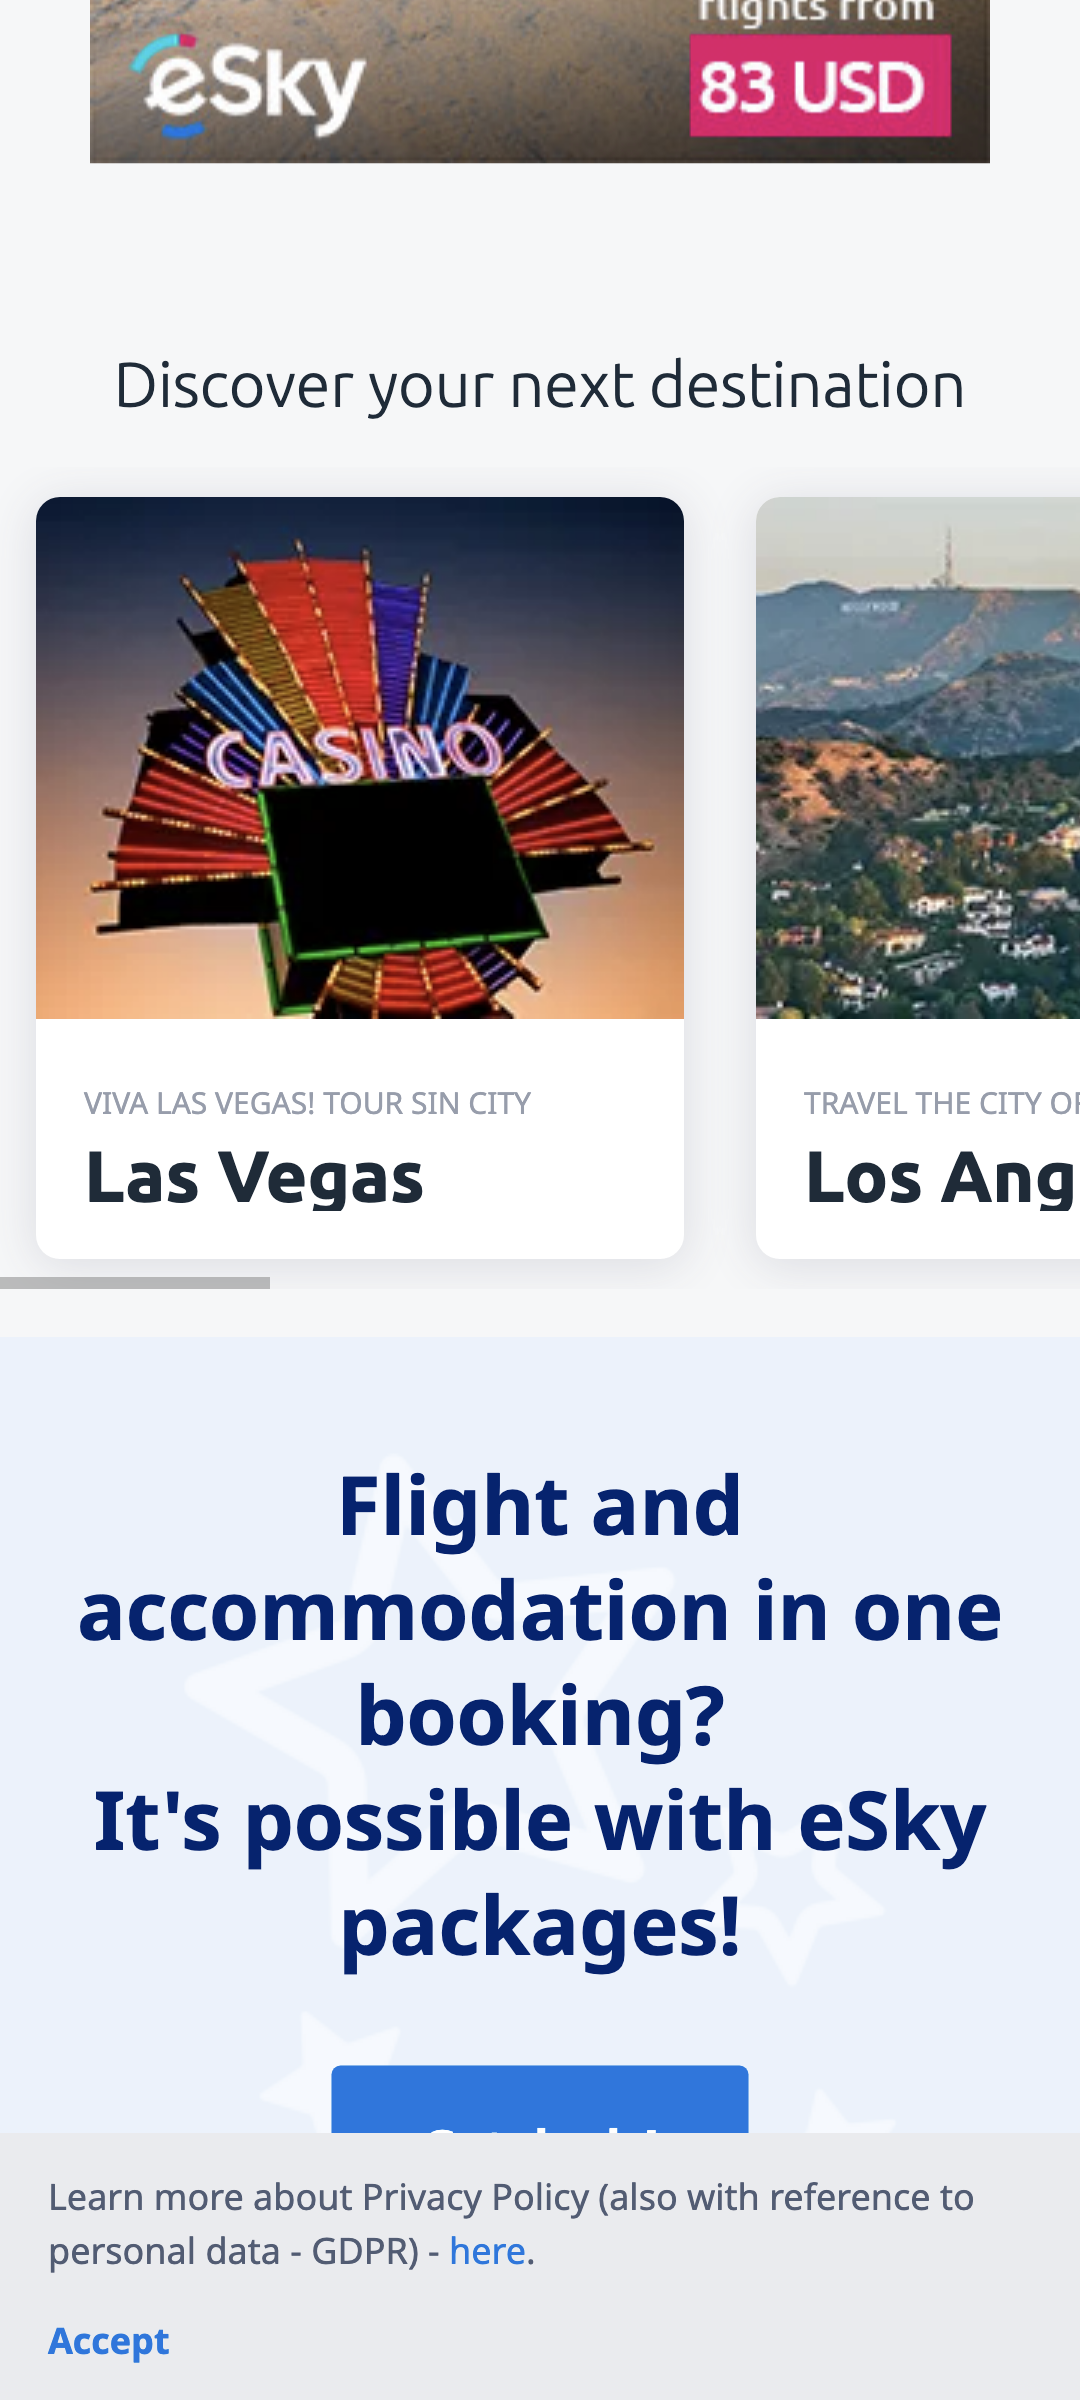 flights from
eSky
83 USD
Discover your next destination
CASINO
VIVA LAS VEGAS! TOUR SIN CITY
Las Vegas
TRAVEL THE CITY OF
Los Ang
Flight and
accommodation in one
booking?
It's possible with eSky
packages!
Learn more about Privacy Policy (also with reference to
personal data - GDPR) - here.
Accept